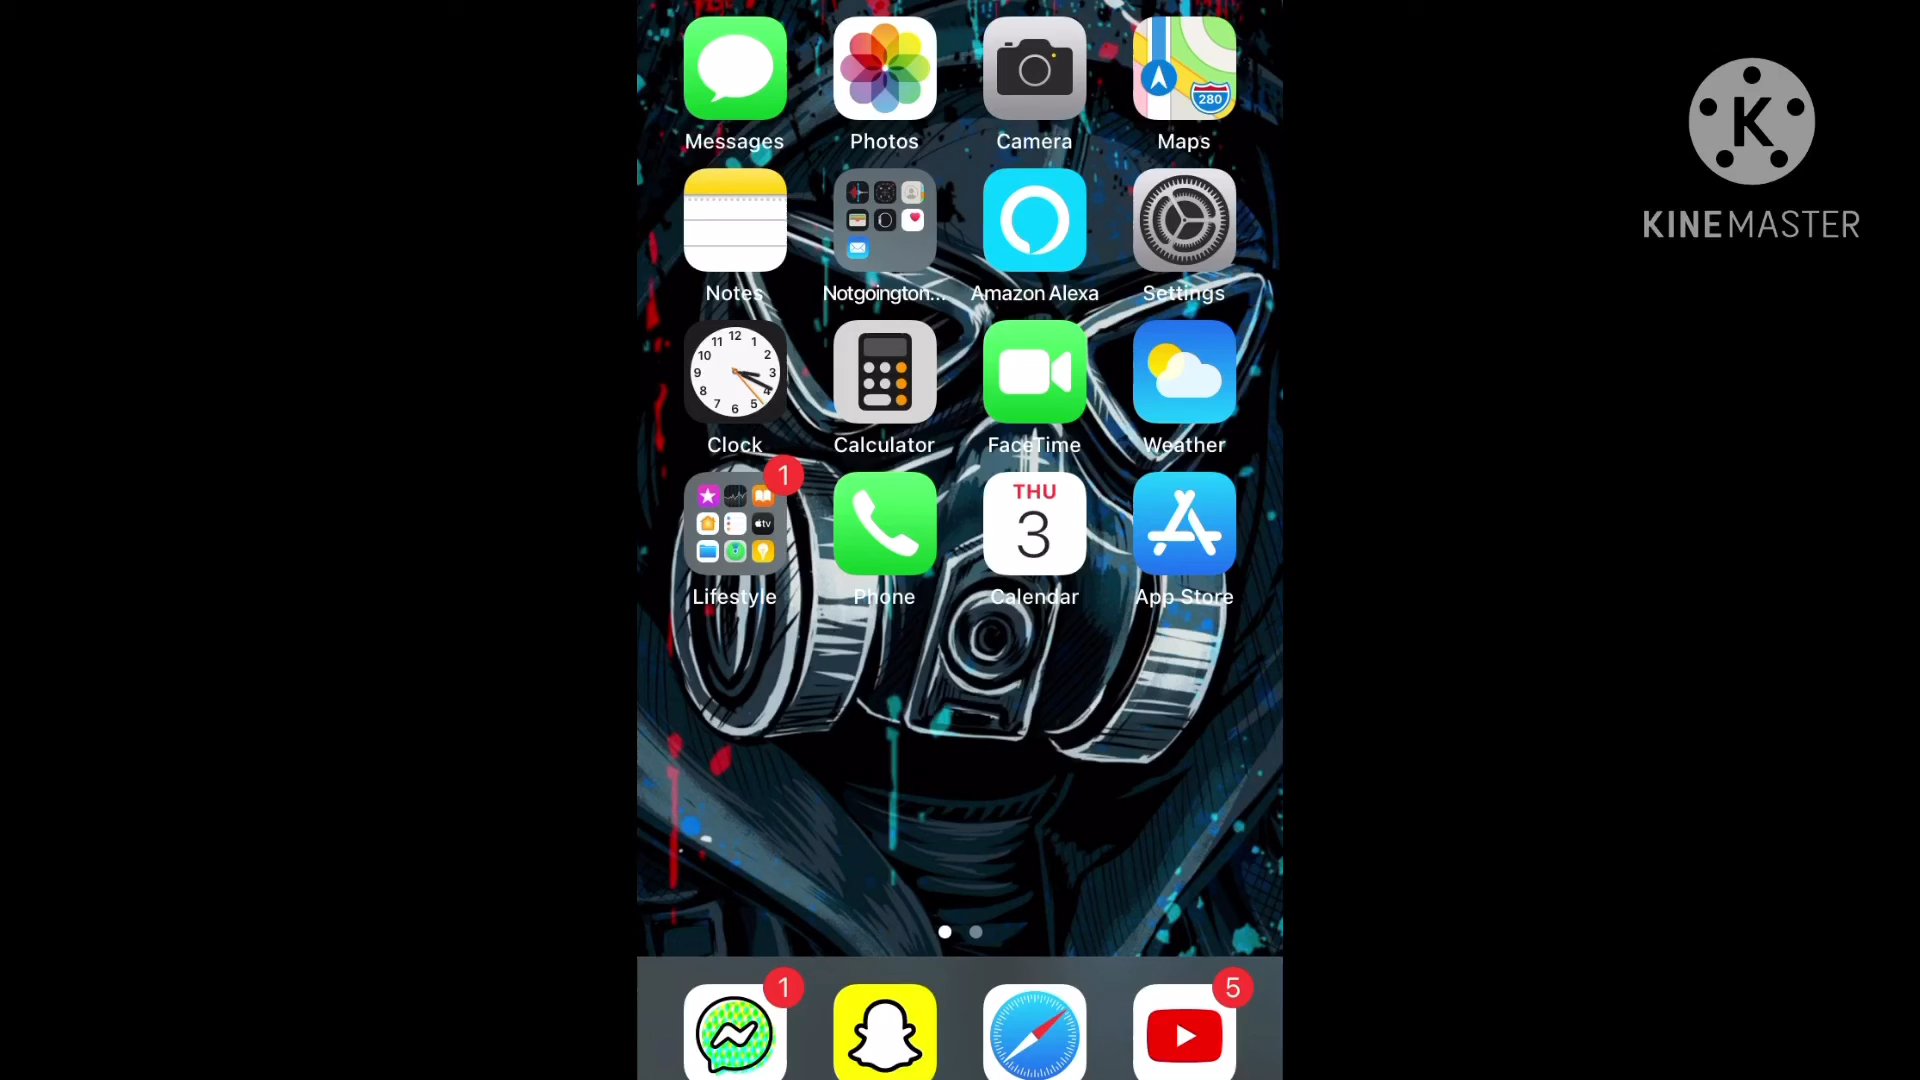 280
Messages
Photos
Camera
Maps
K
KINEMASTER
Notes
Notgoington...
Amazon Alexa
Settings
12
11
1
10
2
9
3
8
4
7
5
6
Clock
Calculator
FaceTime
Weather
1
tv
THU
3
Lifestyle
Phone
Calendar
App Store
1
5